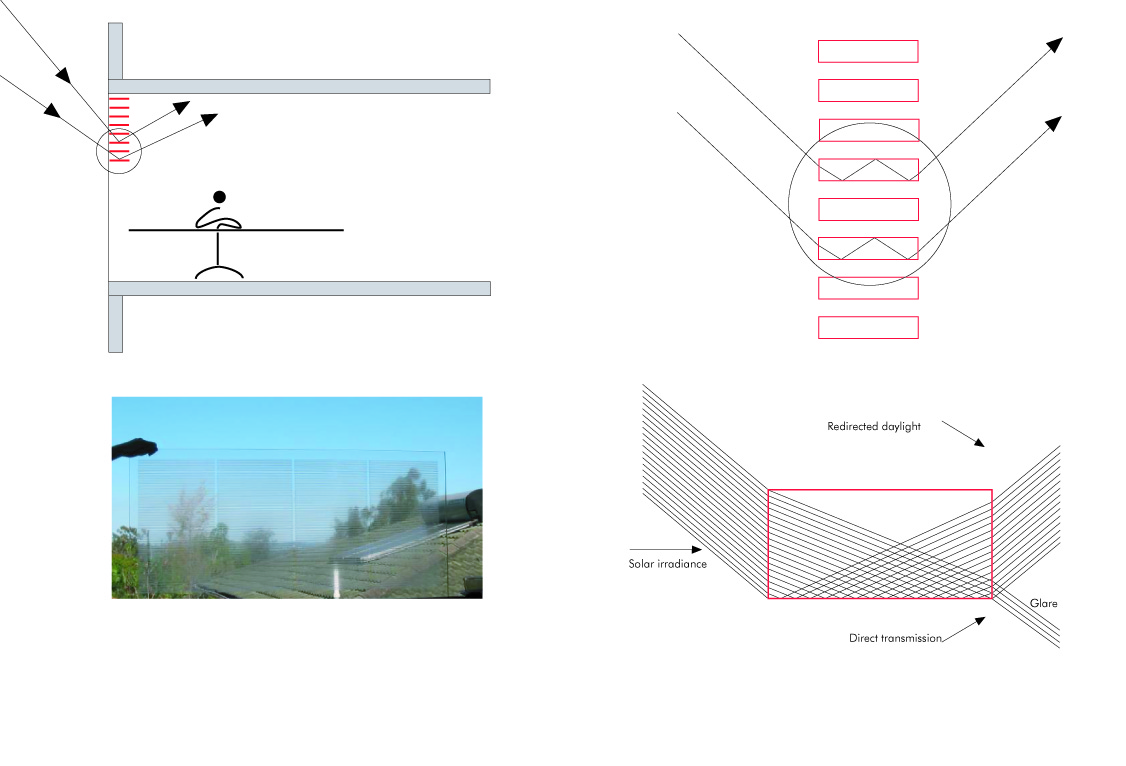 Redirected daylight
Solar irradiance
Glare
Direct transmission